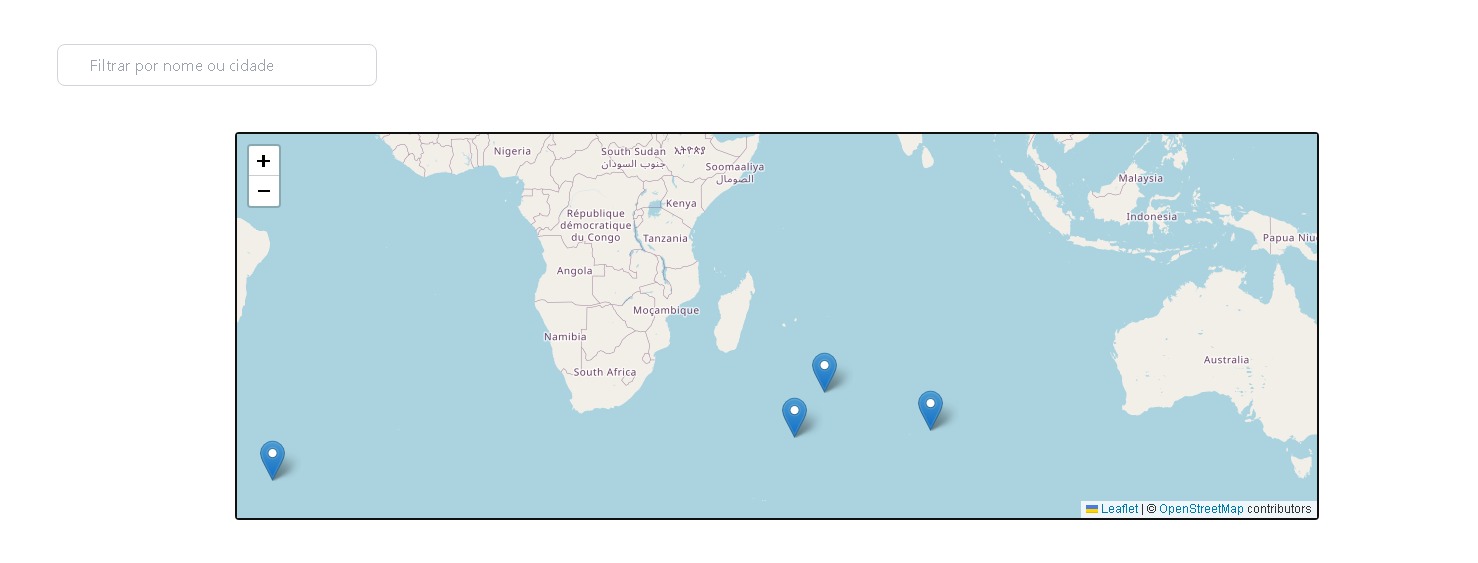 Filtrar por nome ou cidade
+
−
Nigeria
South Sudan
جنوب السودان
ኢትዮጵያ
Soomaaliya
الصومال
Kenya
République
démocratique
du Congo
Tanzania
Angola
Moçambique
Namibia
South Africa
Malaysia
Indonesia
Papua Niu
Australia
Leaflet | © OpenStreetMap contributors